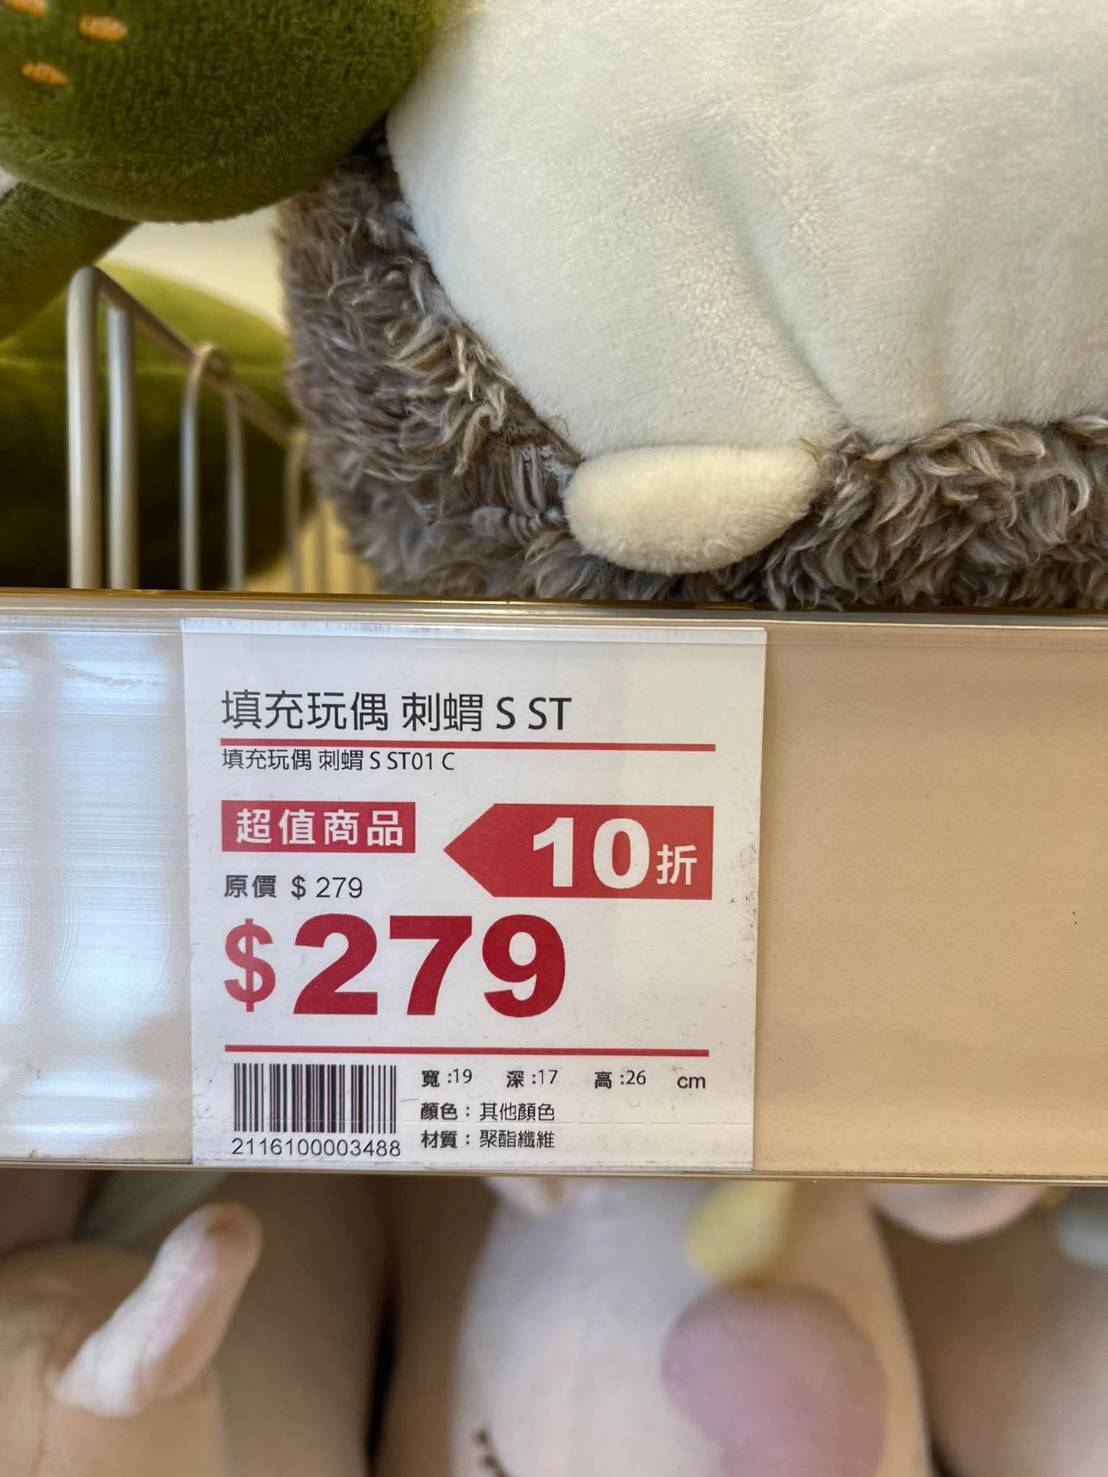 填充玩偶 刺蝟 S ST
填充玩偶 刺蝟 S ST01 C
超值商品
10折
原價 $ 279
$279
寬:19 深:17 高:26 cm
顏色:其他顏色
材質:聚酯纖維
2116100003488